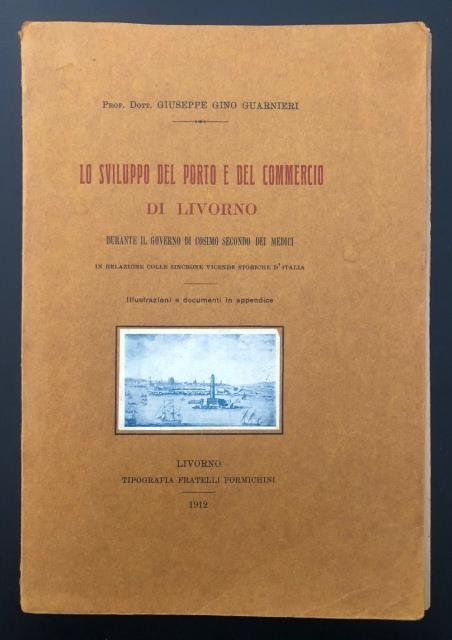 Prof. Dott. GIUSEPPE GINO GUARNIERI
LO SVILUPPO DEL PORTO E DEL COMMERCIO
DI LIVORNO
DURANTE IL GOVERNO DI COSIMO SECONDO DEI MEDICI
IN RELAZIONE COLLE SINCRONE VICENDE STORICHE D'ITALIA
Illustrazioni e documenti in appendice
LIVORNO
TIPOGRAFIA FRATELLI FORMICHINI
1912